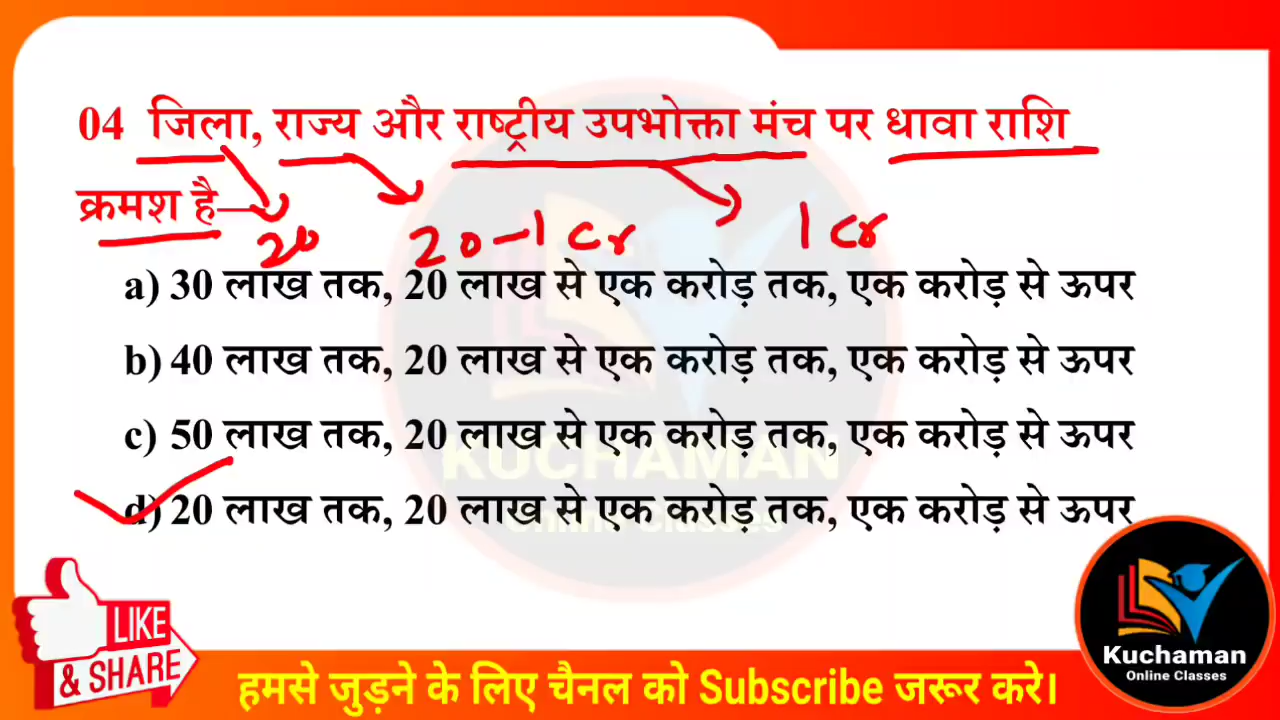 04 जिला, राज्य और राष्ट्रीय उपभोक्ता मंच पर धावा राशि
क्रमश है–
20 20–1 cr 1 cr
a) 30 लाख तक, 20 लाख से एक करोड़ तक, एक करोड़ से ऊपर
b) 40 लाख तक, 20 लाख से एक करोड़ तक, एक करोड़ से ऊपर
c) 50 लाख तक, 20 लाख से एक करोड़ तक, एक करोड़ से ऊपर
KUCHAMAN
d) 20 लाख तक, 20 लाख से एक करोड़ तक, एक करोड़ से ऊपर
Online Classes
LIKE
& SHARE
Kuchaman
Online Classes
हमसे जुड़ने के लिए चैनल को Subscribe जरूर करे।